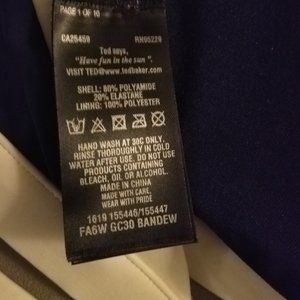 PAGE 1 OF 10
CA25459 RN95229
Ted says,
"Have fun in the sun ".
VISIT TED@www.tedbaker.com
SHELL: 80% POLYAMIDE
20% ELASTANE
LINING: 100% POLYESTER
HAND WASH AT 30C ONLY.
RINSE THOROUGHLY IN COLD
WATER AFTER USE. DO NOT USE
PRODUCTS CONTAINING
BLEACH, OIL OR ALCOHOL.
MADE IN CHINA
MADE WITH CARE,
WEAR WITH PRIDE
1619 155446/155447
FA6W GC30 BANDEW